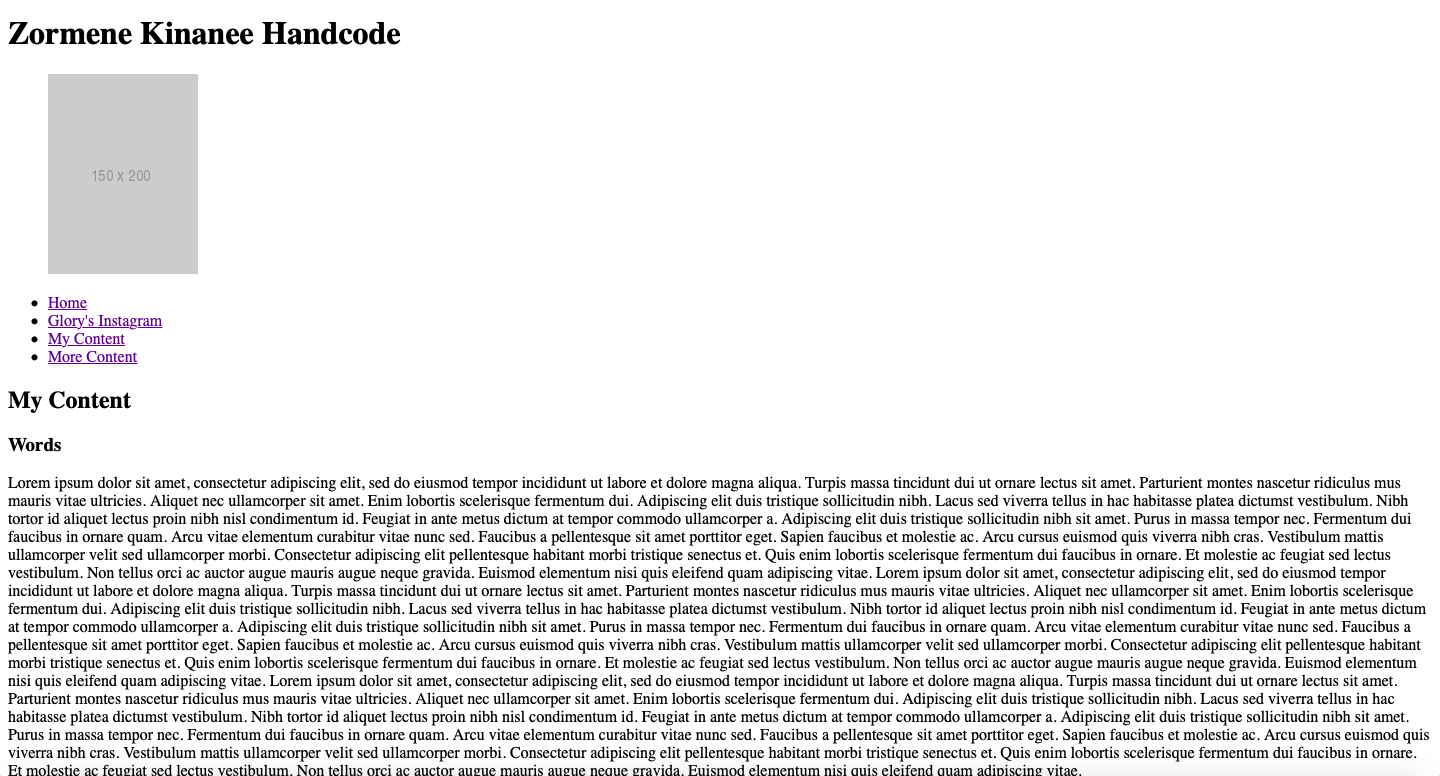 Zormene Kinanee Handcode
150 x 200
Home
Glory's Instagram
My Content
More Content
My Content
Words
Lorem ipsum dolor sit amet, consectetur adipiscing elit, sed do eiusmod tempor incididunt ut labore et dolore magna aliqua. Turpis massa tincidunt dui ut ornare lectus sit amet. Parturient montes nascetur ridiculus mus
mauris vitae ultricies. Aliquet nec ullamcorper sit amet. Enim lobortis scelerisque fermentum dui. Adipiscing elit duis tristique sollicitudin nibh. Lacus sed viverra tellus in hac habitasse platea dictumst vestibulum. Nibh
tortor id aliquet lectus proin nibh nisl condimentum id. Feugiat in ante metus dictum at tempor commodo ullamcorper a. Adipiscing elit duis tristique sollicitudin nibh sit amet. Purus in massa tempor nec. Fermentum dui
faucibus in ornare quam. Arcu vitae elementum curabitur vitae nunc sed. Faucibus a pellentesque sit amet porttitor eget. Sapien faucibus et molestie ac. Arcu cursus euismod quis viverra nibh cras. Vestibulum mattis
ullamcorper velit sed ullamcorper morbi. Consectetur adipiscing elit pellentesque habitant morbi tristique senectus et. Quis enim lobortis scelerisque fermentum dui faucibus in ornare. Et molestie ac feugiat sed lectus
vestibulum. Non tellus orci ac auctor augue mauris augue neque gravida. Euismod elementum nisi quis eleifend quam adipiscing vitae. Lorem ipsum dolor sit amet, consectetur adipiscing elit, sed do eiusmod tempor
incididunt ut labore et dolore magna aliqua. Turpis massa tincidunt dui ut ornare lectus sit amet. Parturient montes nascetur ridiculus mus mauris vitae ultricies. Aliquet nec ullamcorper sit amet. Enim lobortis scelerisque
fermentum dui. Adipiscing elit duis tristique sollicitudin nibh. Lacus sed viverra tellus in hac habitasse platea dictumst vestibulum. Nibh tortor id aliquet lectus proin nibh nisl condimentum id. Feugiat in ante metus dictum
at tempor commodo ullamcorper a. Adipiscing elit duis tristique sollicitudin nibh sit amet. Purus in massa tempor nec. Fermentum dui faucibus in ornare quam. Arcu vitae elementum curabitur vitae nunc sed. Faucibus a
pellentesque sit amet porttitor eget. Sapien faucibus et molestie ac. Arcu cursus euismod quis viverra nibh cras. Vestibulum mattis ullamcorper velit sed ullamcorper morbi. Consectetur adipiscing elit pellentesque habitant
morbi tristique senectus et. Quis enim lobortis scelerisque fermentum dui faucibus in ornare. Et molestie ac feugiat sed lectus vestibulum. Non tellus orci ac auctor augue mauris augue neque gravida. Euismod elementum
nisi quis eleifend quam adipiscing vitae. Lorem ipsum dolor sit amet, consectetur adipiscing elit, sed do eiusmod tempor incididunt ut labore et dolore magna aliqua. Turpis massa tincidunt dui ut ornare lectus sit amet.
Parturient montes nascetur ridiculus mus mauris vitae ultricies. Aliquet nec ullamcorper sit amet. Enim lobortis scelerisque fermentum dui. Adipiscing elit duis tristique sollicitudin nibh. Lacus sed viverra tellus in hac
habitasse platea dictumst vestibulum. Nibh tortor id aliquet lectus proin nibh nisl condimentum id. Feugiat in ante metus dictum at tempor commodo ullamcorper a. Adipiscing elit duis tristique sollicitudin nibh sit amet.
Purus in massa tempor nec. Fermentum dui faucibus in ornare quam. Arcu vitae elementum curabitur vitae nunc sed. Faucibus a pellentesque sit amet porttitor eget. Sapien faucibus et molestie ac. Arcu cursus euismod quis
viverra nibh cras. Vestibulum mattis ullamcorper velit sed ullamcorper morbi. Consectetur adipiscing elit pellentesque habitant morbi tristique senectus et. Quis enim lobortis scelerisque fermentum dui faucibus in ornare.
Et molestie ac feugiat sed lectus vestibulum. Non tellus orci ac auctor augue mauris augue neque gravida. Euismod elementum nisi quis eleifend quam adipiscing vitae.